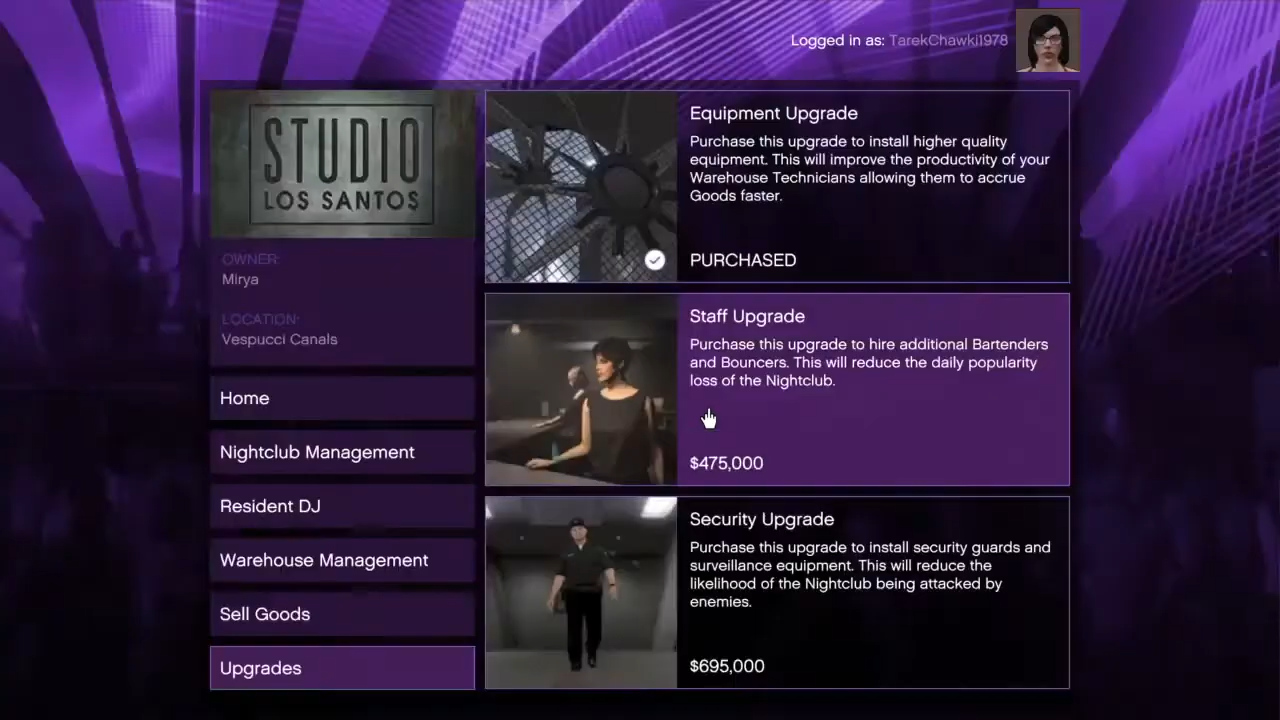 Logged in as: TarekChawki1978
STUDIO
LOS SANTOS
OWNER:
Mirya
LOCATION:
Vespucci Canals
Home
Nightclub Management
Resident DJ
Warehouse Management
Sell Goods
Upgrades
Equipment Upgrade
Purchase this upgrade to install higher quality
equipment. This will improve the productivity of your
Warehouse Technicians allowing them to accrue
Goods faster.
PURCHASED
Staff Upgrade
Purchase this upgrade to hire additional Bartenders
and Bouncers. This will reduce the daily popularity
loss of the Nightclub.
$475,000
Security Upgrade
Purchase this upgrade to install security guards and
surveillance equipment. This will reduce the
likelihood of the Nightclub being attacked by
enemies.
$695,000